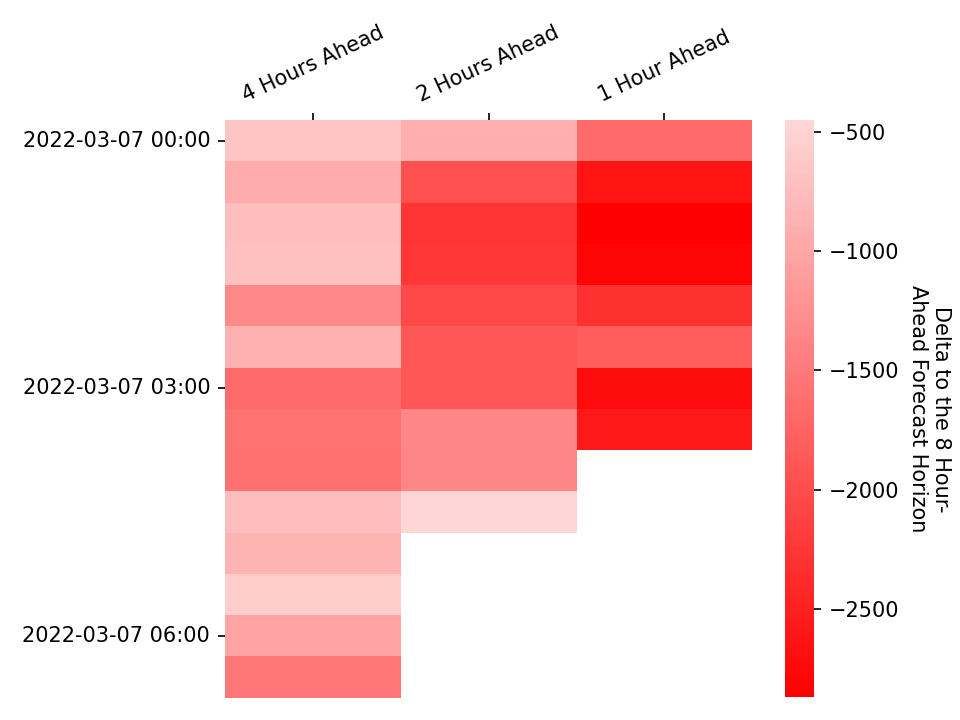 4 Hours Ahead
2 Hours Ahead
1 Hour Ahead
2022-03-07 00:00
2022-03-07 03:00
2022-03-07 06:00
−500
−1000
−1500
−2000
−2500
Delta to the 8 Hour-
Ahead Forecast Horizon